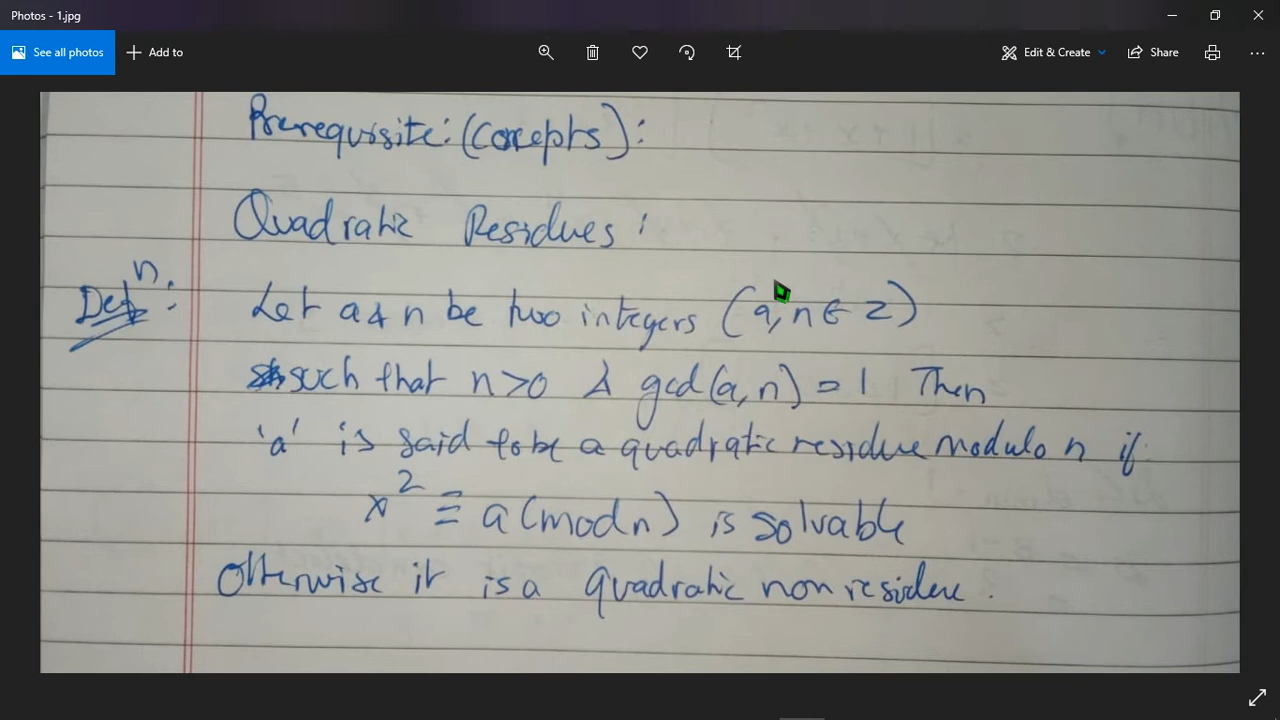 Photos - 1.jpg
See all photos
Add to
Edit & Create
Share
Prerequisite: (Concepts):
Quadratic Residues:
Defn: Let a & n be two integers (a, n ∈ Z)
such that n>0 & gcd(a, n) = 1 Then
'a' is said to be a quadratic residue modulo n if
x² ≡ a (mod n) is solvable
Otherwise it is a quadratic non residue.